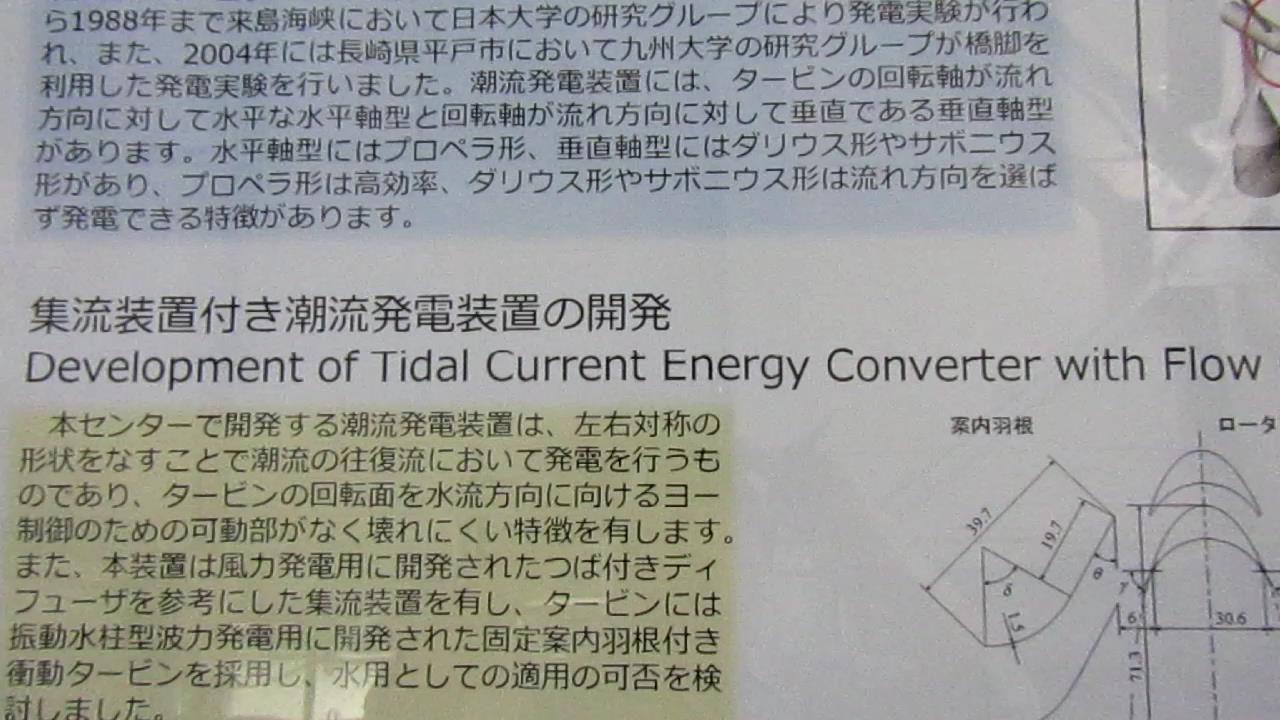 ら1988年まで来島海峡において日本大学の研究グループにより発電実験が行わ
れ、また、2004年には長崎県平戸市において九州大学の研究グループが橋脚を
利用した発電実験を行いました。潮流発電装置には、タービンの回転軸が流れ
方向に対して水平な水平軸型と回転軸が流れ方向に対して垂直である垂直軸型
があります。水平軸型にはプロペラ形、垂直軸型にはダリウス形やサボニウス
形があり、プロペラ形は高効率、ダリウス形やサボニウス形は流れ方向を選ば
ず発電できる特徴があります。
集流装置付き潮流発電装置の開発
Development of Tidal Current Energy Converter with Flow
本センターで開発する潮流発電装置は、左右対称の
形状をなすことで潮流の往復流において発電を行うも
のであり、タービンの回転面を水流方向に向けるヨー
制御のための可動部がなく壊れにくい特徴を有します。
また、本装置は風力発電用に開発されたつば付きディ
フューザを参考にした集流装置を有し、タービンには
振動水柱型波力発電用に開発された固定案内羽根付き
衝動タービンを採用し、水用としての適用の可否を検
討しました。
案内羽根
ロータ
39.7
19.7
δ
θ
1.5
γ
6
30.6
71.3